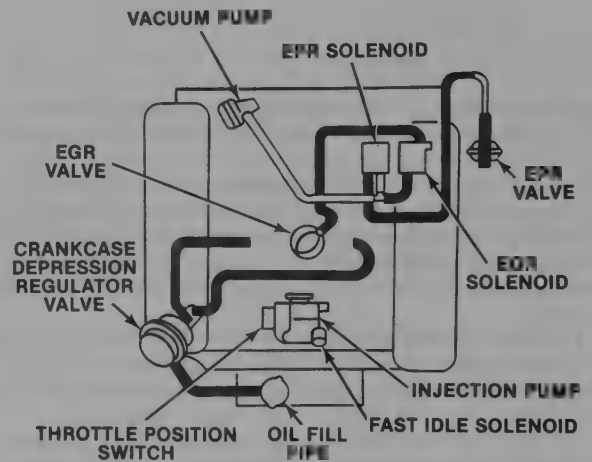 VACUUM PUMP
EPR SOLENOID
EGR
VALVE
EPR
VALVE
CRANKCASE
DEPRESSION
REGULATOR
VALVE
EGR
SOLENOID
INJECTION PUMP
FAST IDLE SOLENOID
THROTTLE POSITION
SWITCH
OIL FILL
PIPE